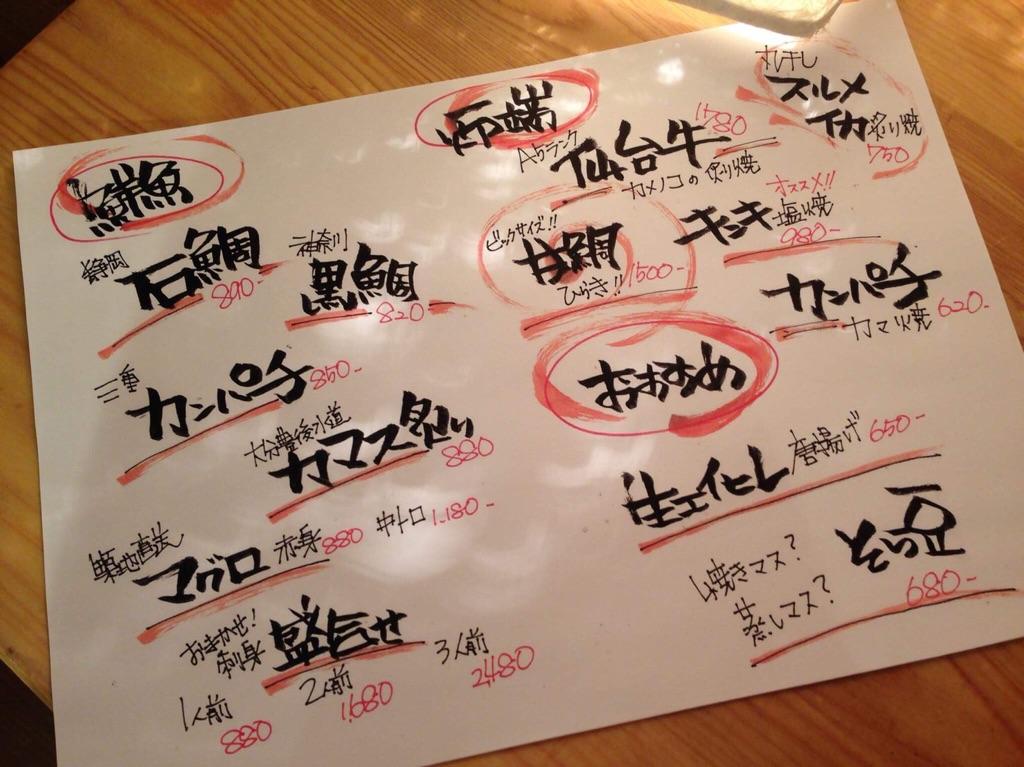 鮮魚
静岡
石鯛
890-
神奈川
黒鯛
820
三重
カンパチ
850-
大分豊後水道
カマス炙り
880
築地直送
マグロ 赤身 880 中トロ 1.180-
おまかせ!
刺身
盛合せ
1人前
880
2人前
1.680
3人前
2480
A5ランク
仙台牛
1780
カメノコの炙り焼
丸干し
スルメ
イカ 炙り焼
750
ビッグサイズ!!
甘鯛
ひらき!!
1500-
キンキ
オススメ!!
塩焼
980-
カンパチ
カマ火焼
620-
おすすめ
生エイヒレ 唐揚げ 650-
そら豆
焼きマス?
蒸しマス?
680-